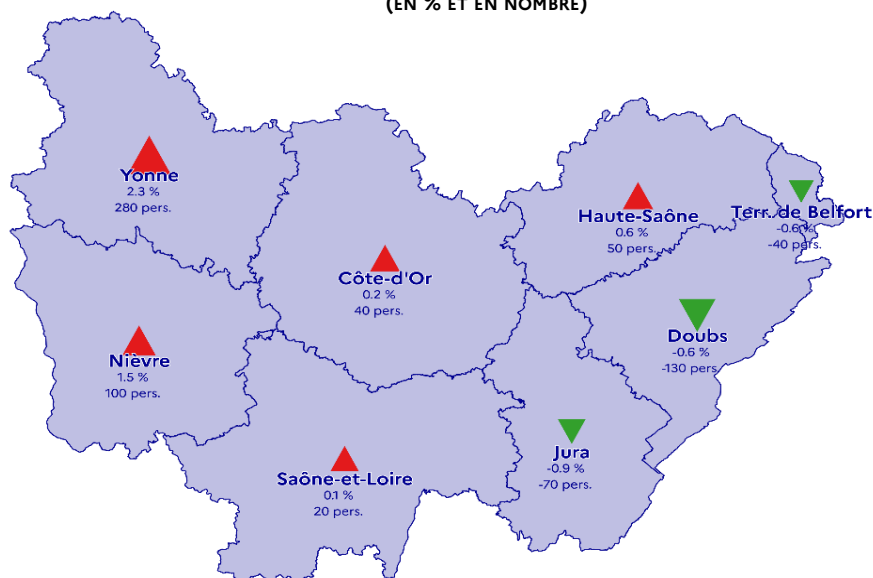 (EN % ET EN NOMBRE)
Yonne
2.3 %
280 pers.
Haute-Saône
0.6 %
50 pers.
Terr. de Belfort
-0.6 %
-40 pers.
Côte-d'Or
0.2 %
40 pers.
Doubs
-0.6 %
-130 pers.
Nièvre
1.5 %
100 pers.
Jura
-0.9 %
-70 pers.
Saône-et-Loire
0.1 %
20 pers.